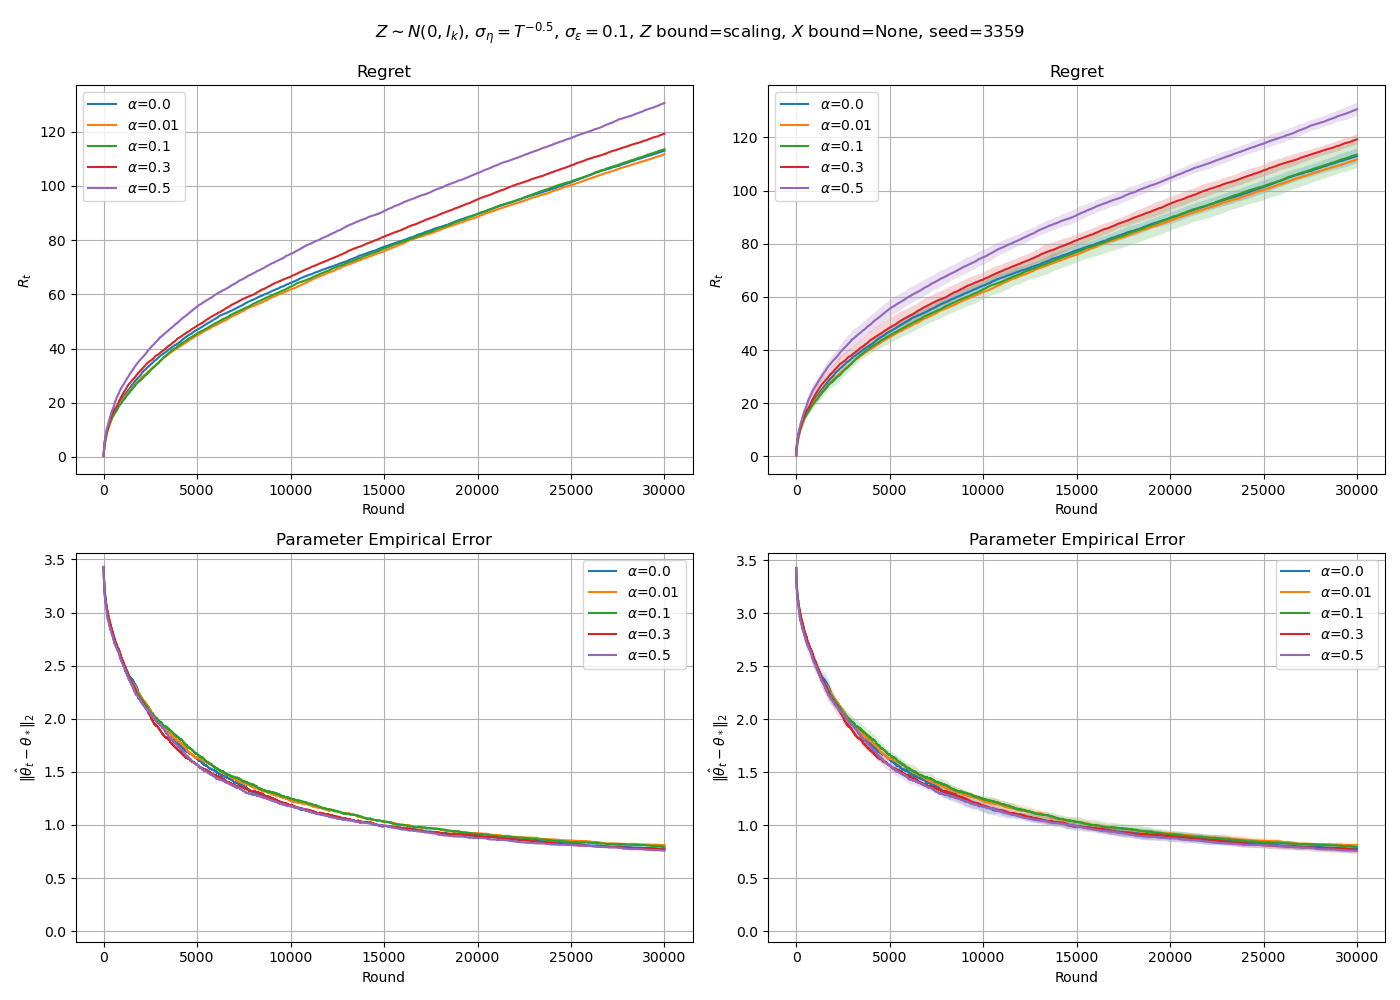 Z ∼ N(0, I_k), σ_η = T^{−0.5}, σ_ε = 0.1, Z bound=scaling, X bound=None, seed=3359
Regret
R_t
120
100
80
60
40
20
0
α=0.0
α=0.01
α=0.1
α=0.3
α=0.5
0 5000 10000 15000 20000 25000 30000
Round
Regret
R_t
120
100
80
60
40
20
0
α=0.0
α=0.01
α=0.1
α=0.3
α=0.5
0 5000 10000 15000 20000 25000 30000
Round
Parameter Empirical Error
‖θ̂_t − θ_*‖_2
3.5
3.0
2.5
2.0
1.5
1.0
0.5
0.0
α=0.0
α=0.01
α=0.1
α=0.3
α=0.5
0 5000 10000 15000 20000 25000 30000
Round
Parameter Empirical Error
‖θ̂_t − θ_*‖_2
3.5
3.0
2.5
2.0
1.5
1.0
0.5
0.0
α=0.0
α=0.01
α=0.1
α=0.3
α=0.5
0 5000 10000 15000 20000 25000 30000
Round